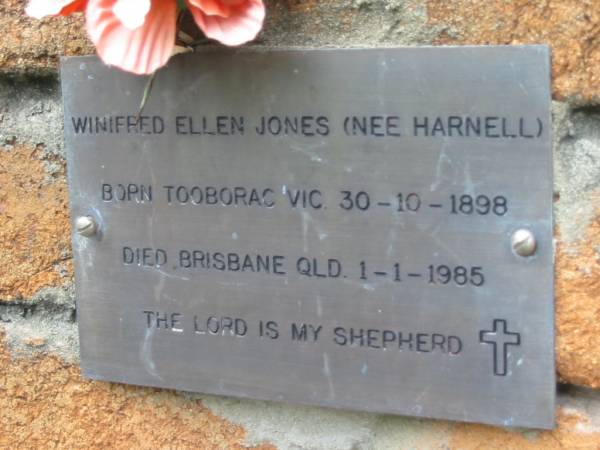 WINIFRED ELLEN JONES (NEE HARNELL)
BORN TOOBORAC VIC. 30-10-1898
DIED BRISBANE QLD. 1-1-1985
THE LORD IS MY SHEPHERD